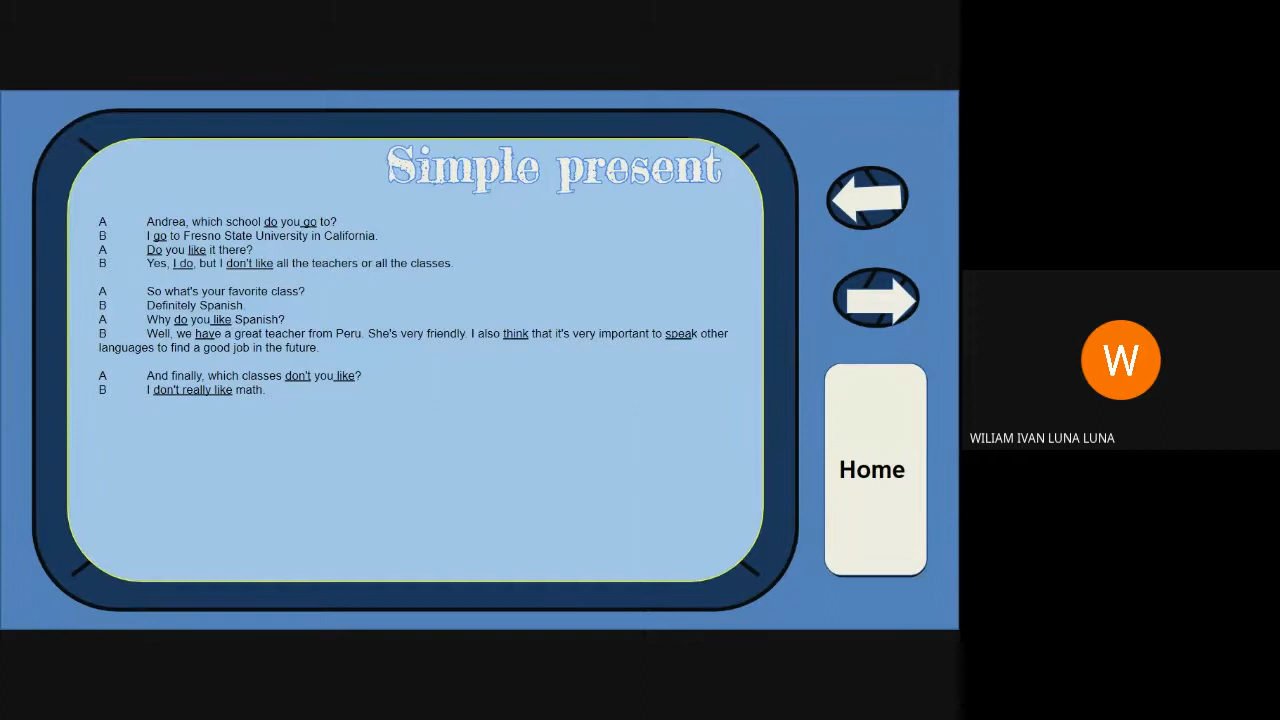 Simple present
A Andrea, which school do you go to?
B I go to Fresno State University in California.
A Do you like it there?
B Yes, I do, but I don't like all the teachers or all the classes.
A So what's your favorite class?
B Definitely Spanish.
A Why do you like Spanish?
B Well, we have a great teacher from Peru. She's very friendly. I also think that it's very important to speak other
languages to find a good job in the future.
A And finally, which classes don't you like?
B I don't really like math.
Home
W
WILIAM IVAN LUNA LUNA